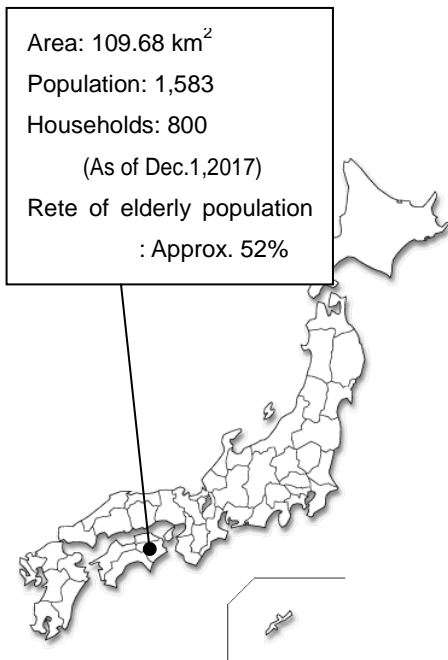 Area: 109.68 km²
Population: 1,583
Households: 800
(As of Dec.1,2017)
Rete of elderly population
: Approx. 52%